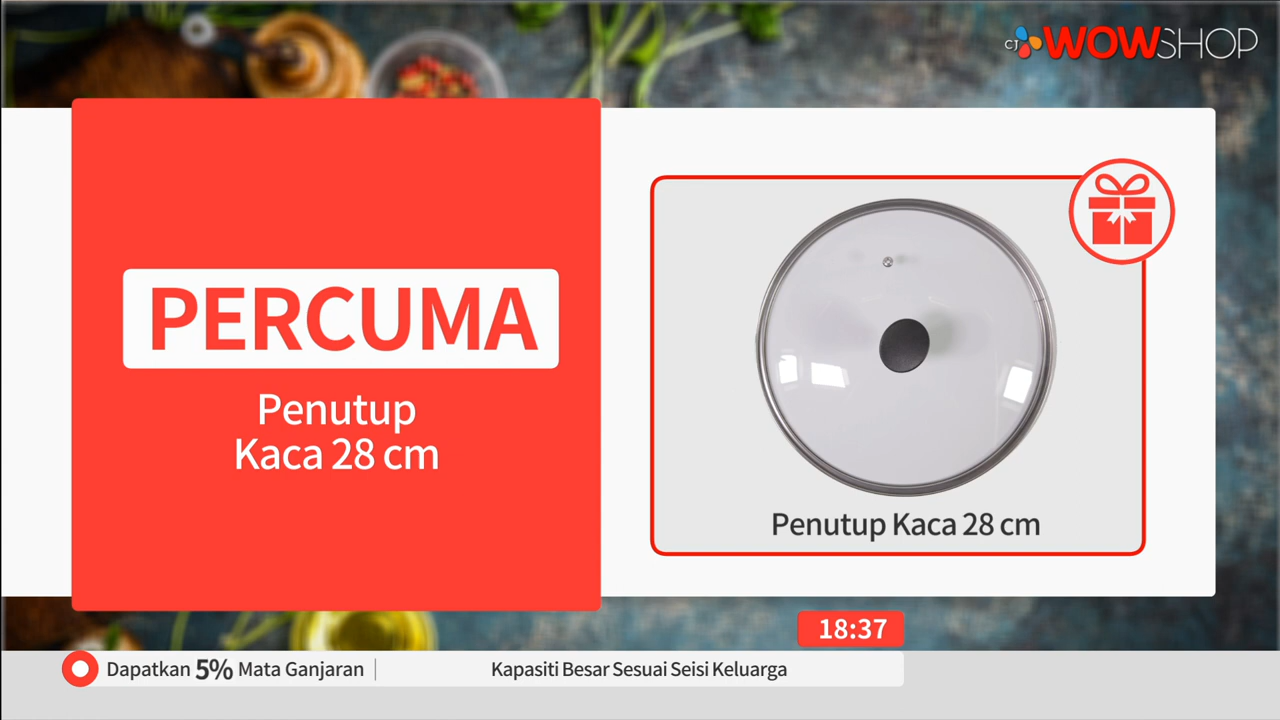 CJ WOWSHOP
PERCUMA
Penutup
Kaca 28 cm
Penutup Kaca 28 cm
18:37
Dapatkan 5% Mata Ganjaran
Kapasiti Besar Sesuai Seisi Keluarga